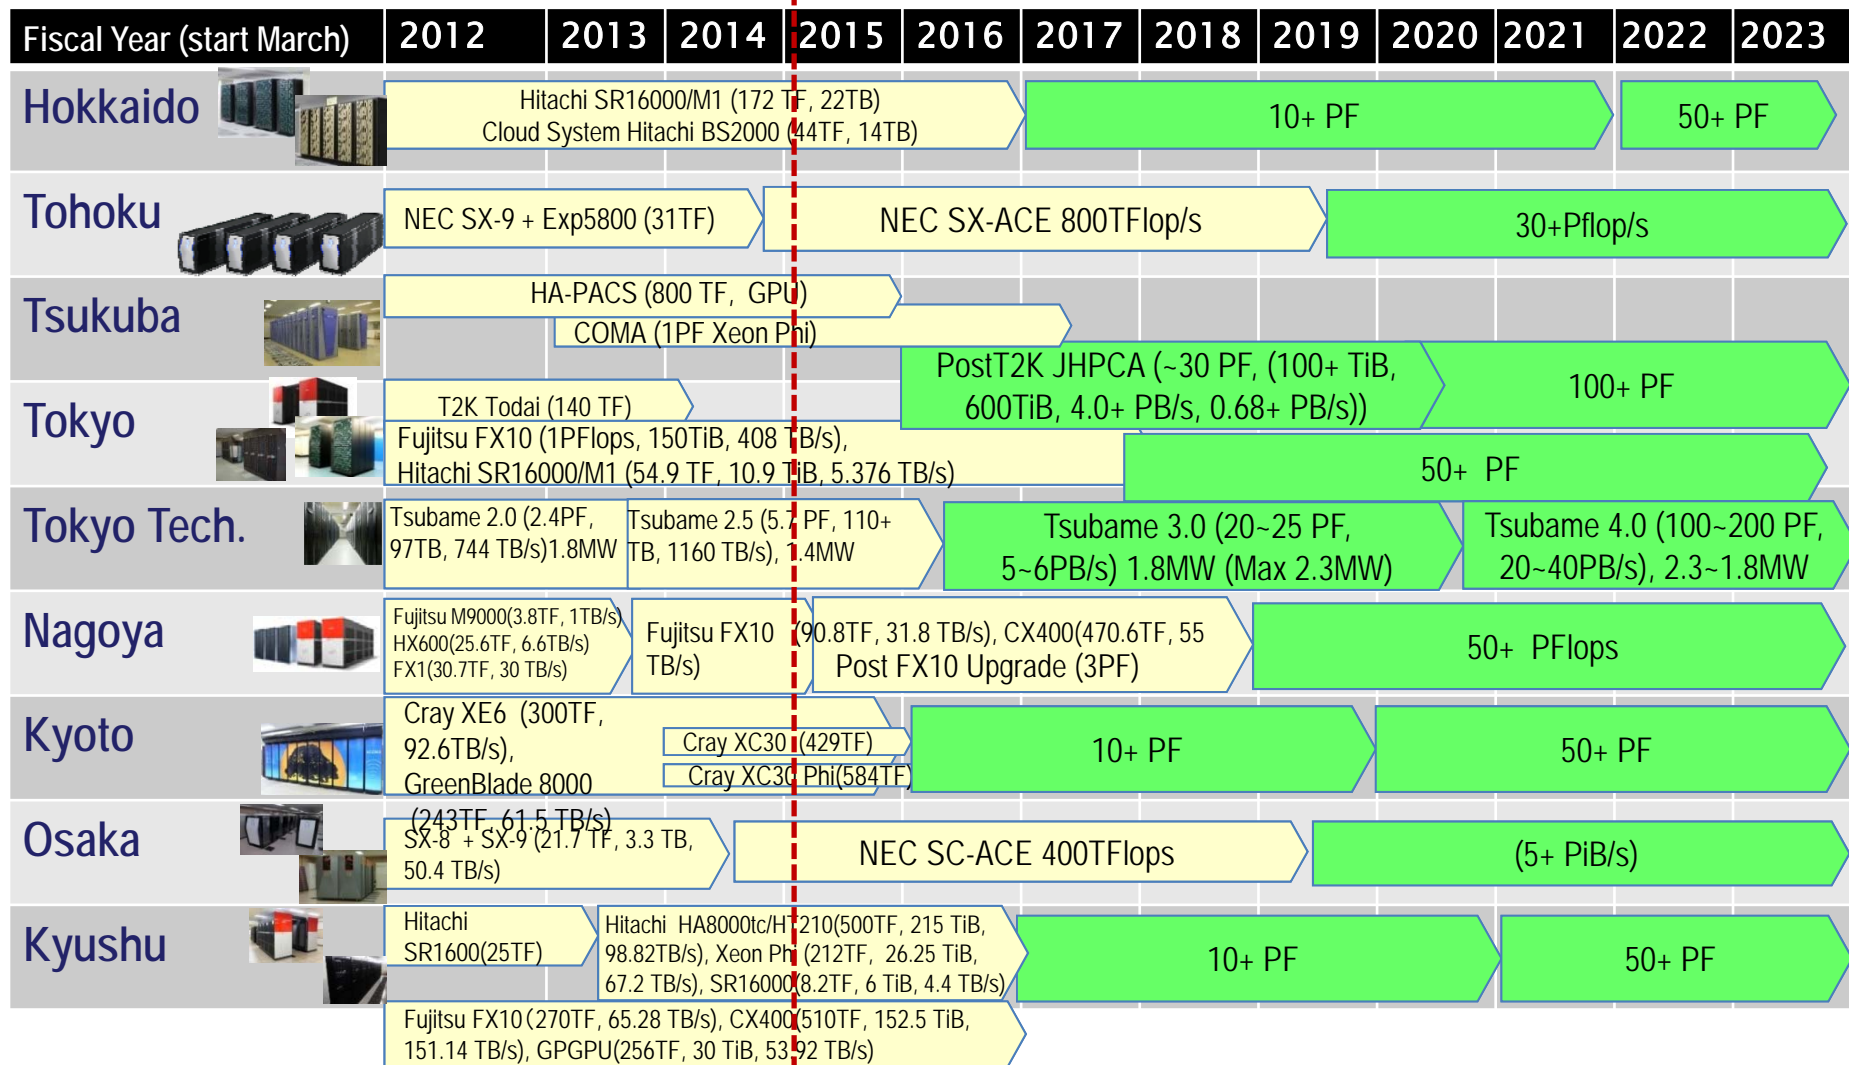 Fiscal Year (start March) 2012 2013 2014 2015 2016 2017 2018 2019 2020 2021 2022 2023
Hokkaido
Hitachi SR16000/M1 (172 TF, 22TB)
Cloud System Hitachi BS2000 (44TF, 14TB)
10+ PF
50+ PF
Tohoku
NEC SX-9 + Exp5800 (31TF)
NEC SX-ACE 800TFlop/s
30+Pflop/s
Tsukuba
HA-PACS (800 TF, GPU)
COMA (1PF Xeon Phi)
PostT2K JHPCA (~30 PF, (100+ TiB,
600TiB, 4.0+ PB/s, 0.68+ PB/s))
100+ PF
Tokyo
T2K Todai (140 TF)
Fujitsu FX10 (1PFlops, 150TiB, 408 TB/s),
Hitachi SR16000/M1 (54.9 TF, 10.9 TiB, 5.376 TB/s)
50+ PF
Tokyo Tech.
Tsubame 2.0 (2.4PF,
97TB, 744 TB/s)1.8MW
Tsubame 2.5 (5.7 PF, 110+
TB, 1160 TB/s), 1.4MW
Tsubame 3.0 (20~25 PF,
5~6PB/s) 1.8MW (Max 2.3MW)
Tsubame 4.0 (100~200 PF,
20~40PB/s), 2.3~1.8MW
Nagoya
Fujitsu M9000(3.8TF, 1TB/s)
HX600(25.6TF, 6.6TB/s)
FX1(30.7TF, 30 TB/s)
Fujitsu FX10 (90.8TF, 31.8 TB/s), CX400(470.6TF, 55
TB/s)
Post FX10 Upgrade (3PF)
50+ PFlops
Kyoto
Cray XE6 (300TF,
92.6TB/s),
GreenBlade 8000
(243TF, 61.5 TB/s)
Cray XC30 (429TF)
Cray XC30 Phi(584TF)
10+ PF
50+ PF
Osaka
SX-8 + SX-9 (21.7 TF, 3.3 TB,
50.4 TB/s)
NEC SC-ACE 400TFlops
(5+ PiB/s)
Kyushu
Hitachi
SR1600(25TF)
Hitachi HA8000tc/HT210(500TF, 215 TiB,
98.82TB/s), Xeon Phi (212TF, 26.25 TiB,
67.2 TB/s), SR16000(8.2TF, 6 TiB, 4.4 TB/s)
10+ PF
50+ PF
Fujitsu FX10(270TF, 65.28 TB/s), CX400(510TF, 152.5 TiB,
151.14 TB/s), GPGPU(256TF, 30 TiB, 53.92 TB/s)